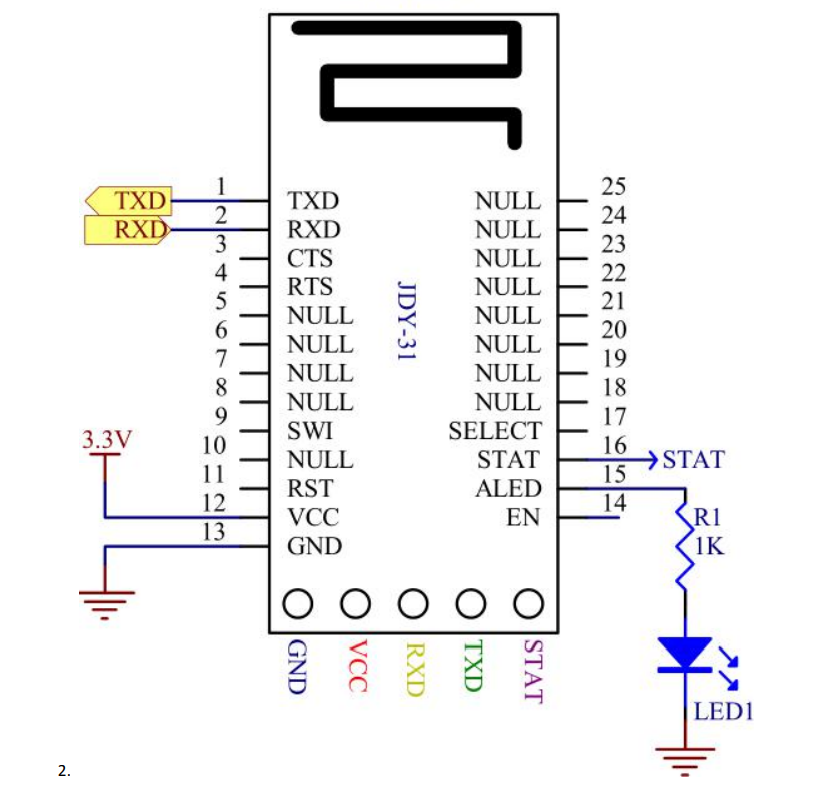 1 25
TXD TXD NULL
2 24
RXD RXD NULL
3 23
CTS NULL
4 22
RTS NULL
5 21
NULL NULL
6 20
NULL NULL
7 19
NULL NULL
8 18
NULL NULL
9 17
SWI SELECT
3.3V
10 16
NULL STAT STAT
11 15
RST ALED
12 14
VCC EN
13
GND
JDY-31
R1
1K
LED1
GND VCC RXD TXD STAT
2.